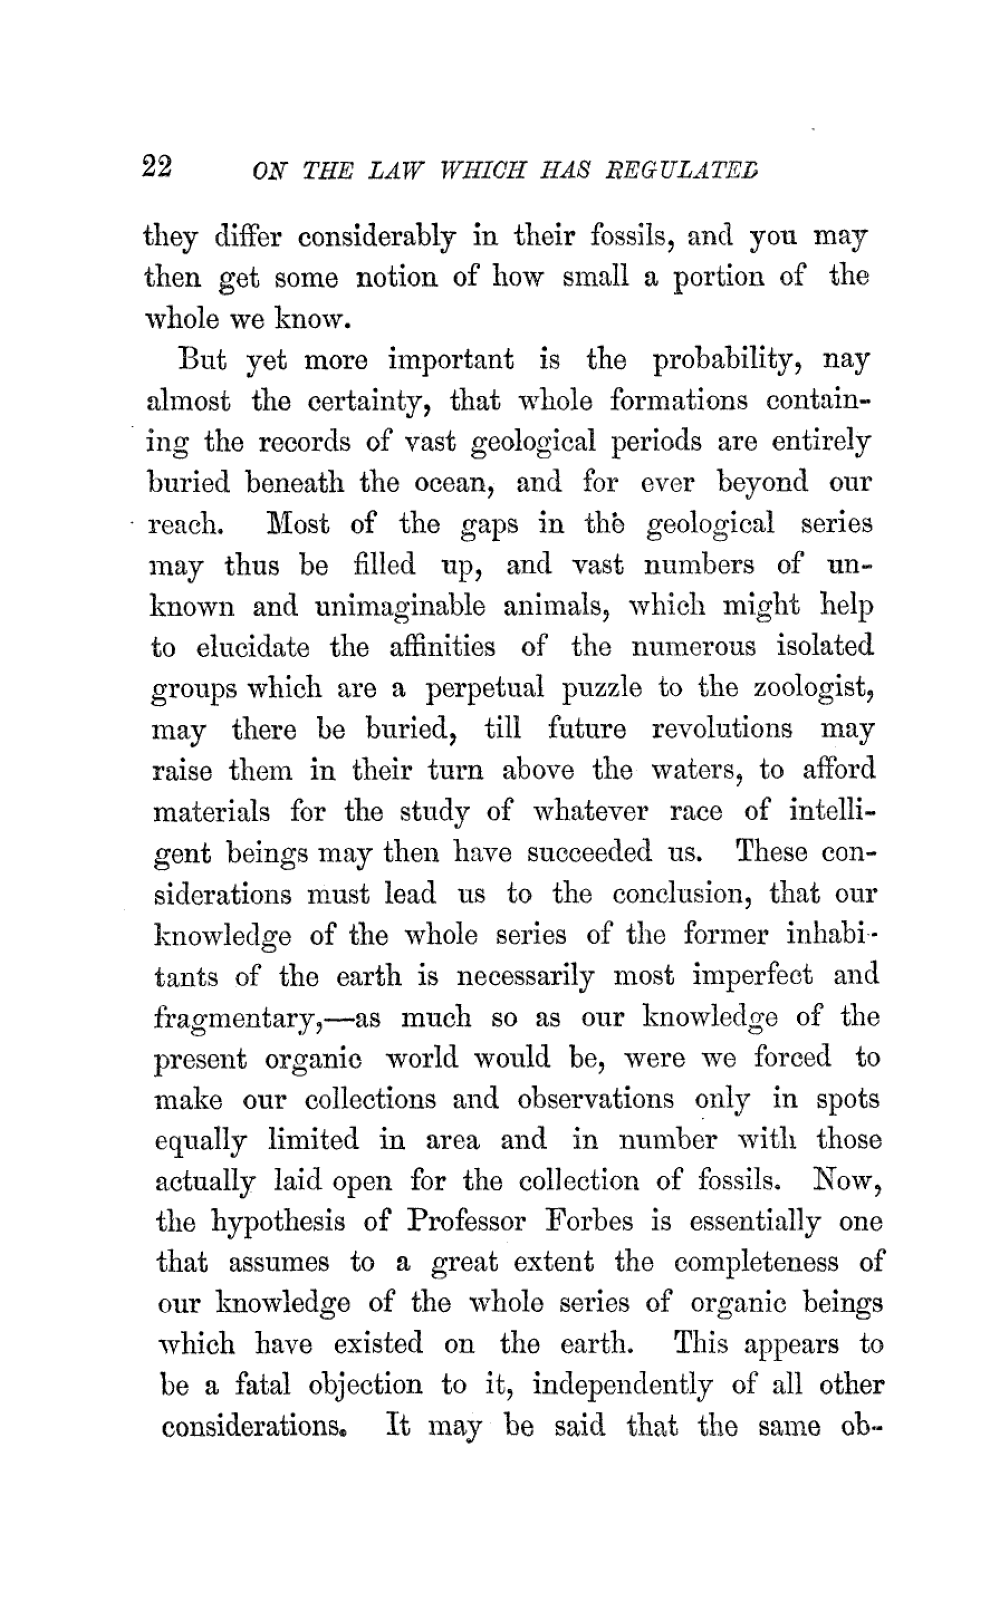 22 ON THE LAW WHICH HAS REGULATED
they differ considerably in their fossils, and you may
then get some notion of how small a portion of the
whole we know.
But yet more important is the probability, nay
almost the certainty, that whole formations contain-
ing the records of vast geological periods are entirely
buried beneath the ocean, and for ever beyond our
reach. Most of the gaps in the geological series
may thus be filled up, and vast numbers of un-
known and unimaginable animals, which might help
to elucidate the affinities of the numerous isolated
groups which are a perpetual puzzle to the zoologist,
may there be buried, till future revolutions may
raise them in their turn above the waters, to afford
materials for the study of whatever race of intelli-
gent beings may then have succeeded us. These con-
siderations must lead us to the conclusion, that our
knowledge of the whole series of the former inhabi-
tants of the earth is necessarily most imperfect and
fragmentary,—as much so as our knowledge of the
present organic world would be, were we forced to
make our collections and observations only in spots
equally limited in area and in number with those
actually laid open for the collection of fossils. Now,
the hypothesis of Professor Forbes is essentially one
that assumes to a great extent the completeness of
our knowledge of the whole series of organic beings
which have existed on the earth. This appears to
be a fatal objection to it, independently of all other
considerations. It may be said that the same ob-